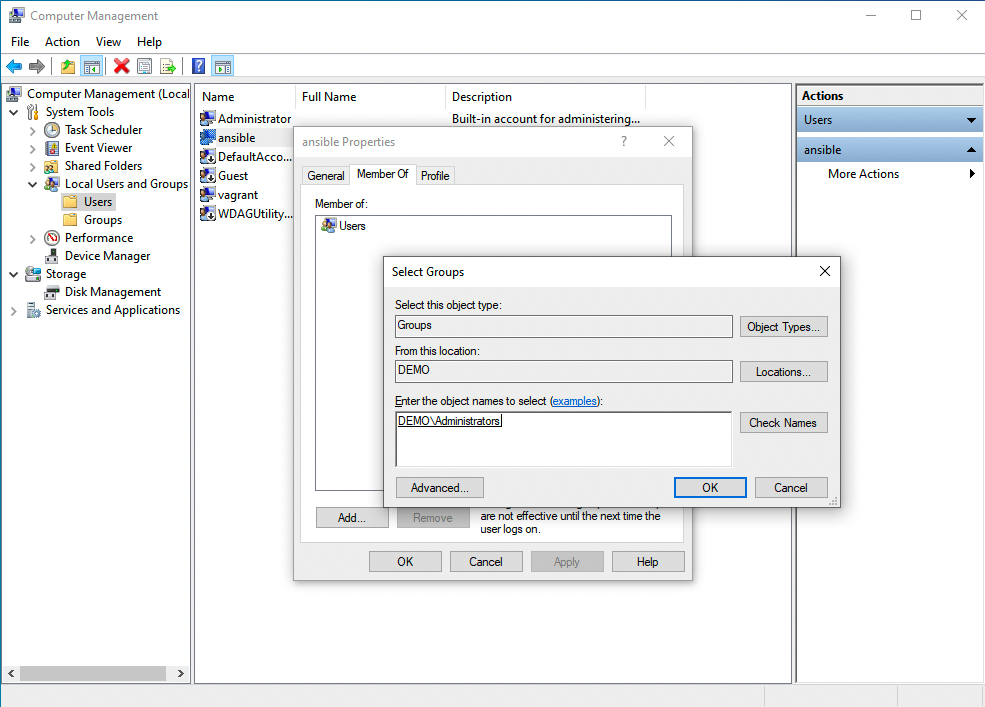 Computer Management
File Action View Help
Computer Management (Local
System Tools
Task Scheduler
Event Viewer
Shared Folders
Local Users and Groups
Users
Groups
Performance
Device Manager
Storage
Disk Management
Services and Applications
Name Full Name Description
Administrator Built-in account for administering...
ansible
DefaultAcco...
Guest
vagrant
WDAGUtility...
ansible Properties ?
General Member Of Profile
Member of:
Users
Select Groups
Select this object type:
Groups Object Types...
From this location:
DEMO Locations...
Enter the object names to select (examples):
DEMO\Administrators Check Names
Advanced... OK Cancel
are not effective until the next time the
user logs on.
Add... Remove
OK Cancel Apply Help
Actions
Users
ansible
More Actions